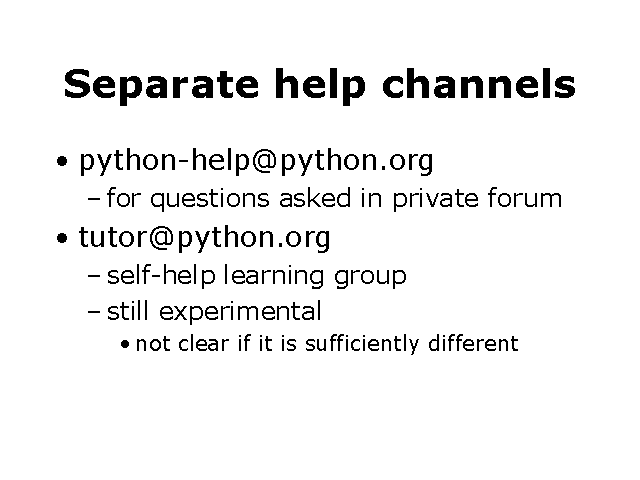 Separate help channels
• python-help@python.org
– for questions asked in private forum
• tutor@python.org
– self-help learning group
– still experimental
• not clear if it is sufficiently different